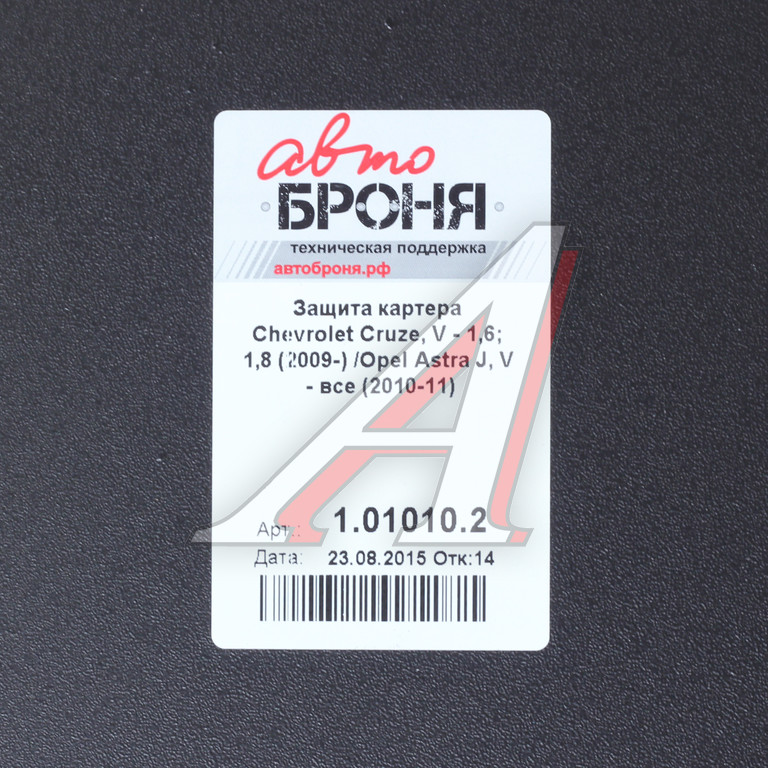 авто
БРОНЯ
техническая поддержка
автоброня.рф
Защита картера
Chevrolet Cruze, V - 1,6;
1,8 (2009-) /Opel Astra J, V
- все (2010-11)
Арт.: 1.01010.2
Дата: 23.08.2015 Отк:14